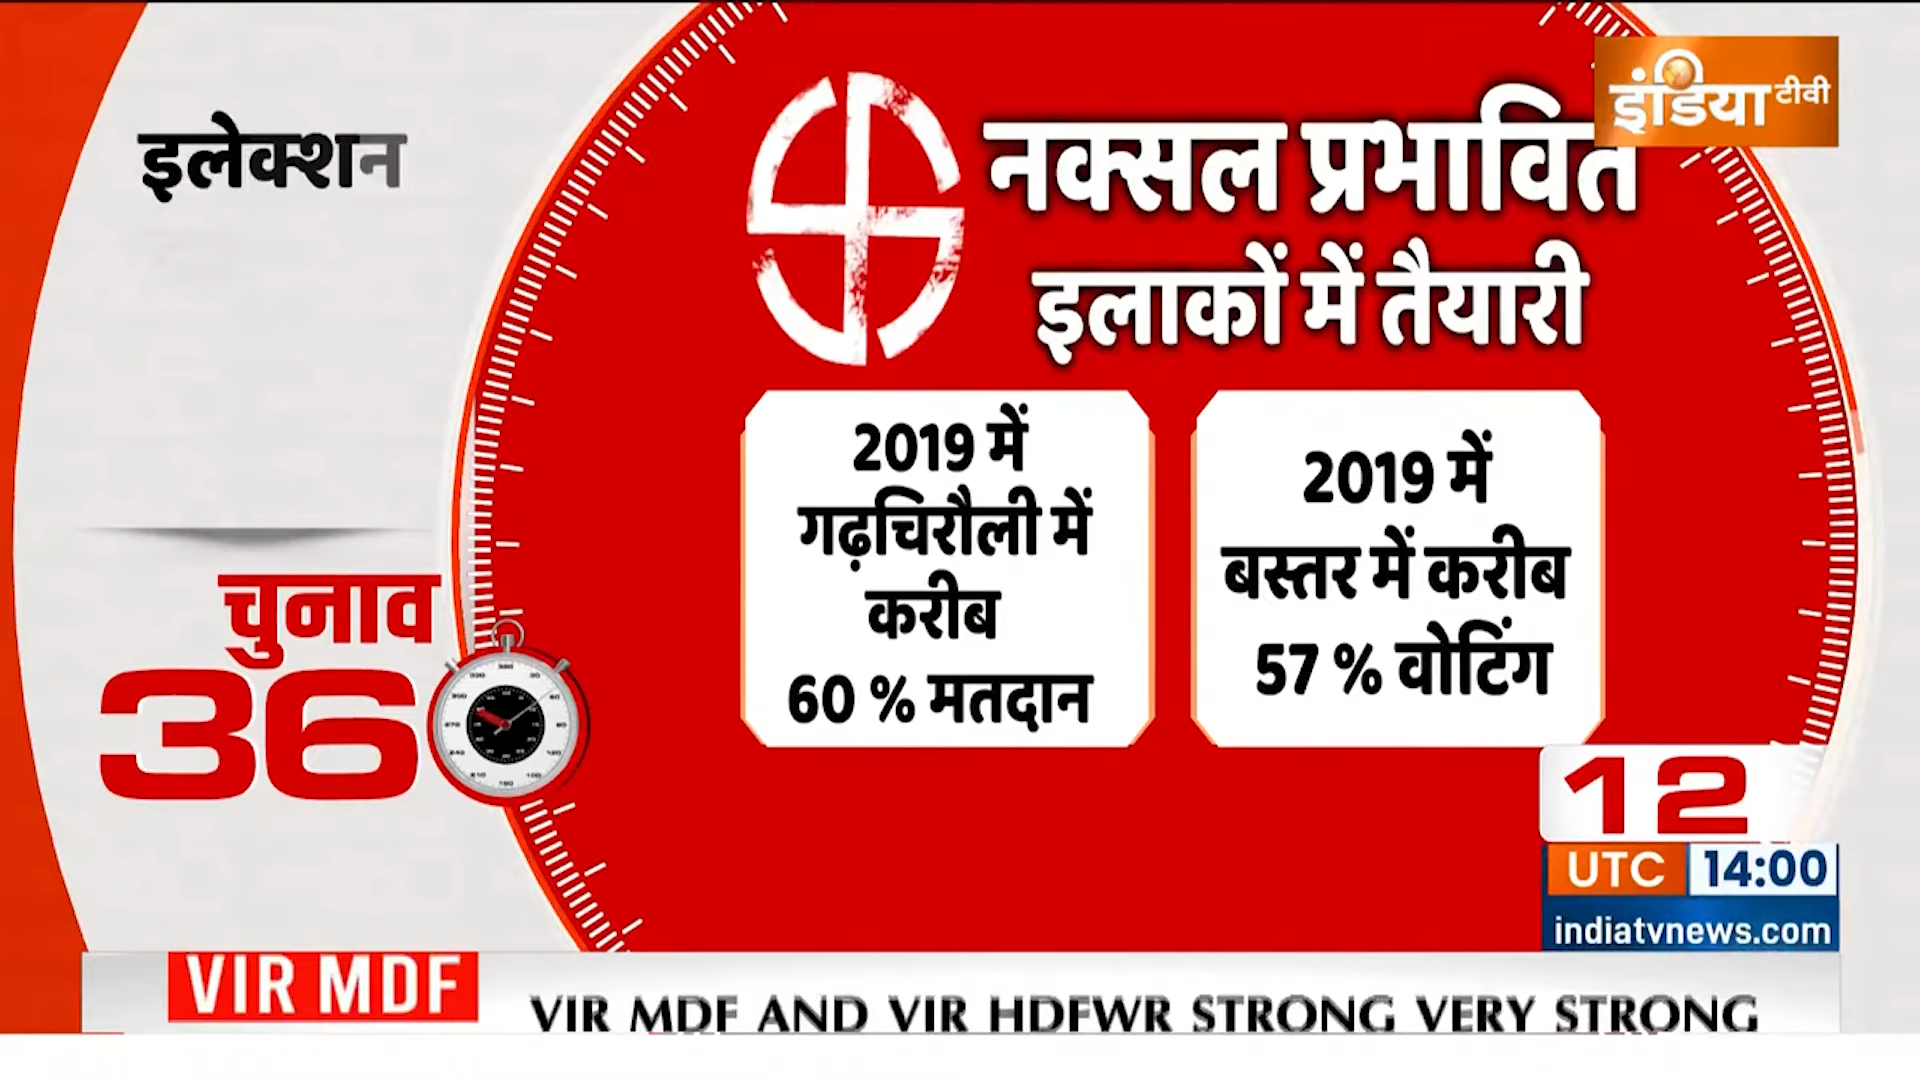 इंडिया टीवी
इलेक्शन
नक्सल प्रभावित
इलाकों में तैयारी
2019 में
गढ़चिरौली में
करीब
60 % मतदान
2019 में
बस्तर में करीब
57 % वोटिंग
चुनाव
36
12
UTC 14:00
indiatvnews.com
VIR MDF
VIR MDF AND VIR HDFWR STRONG VERY STRONG